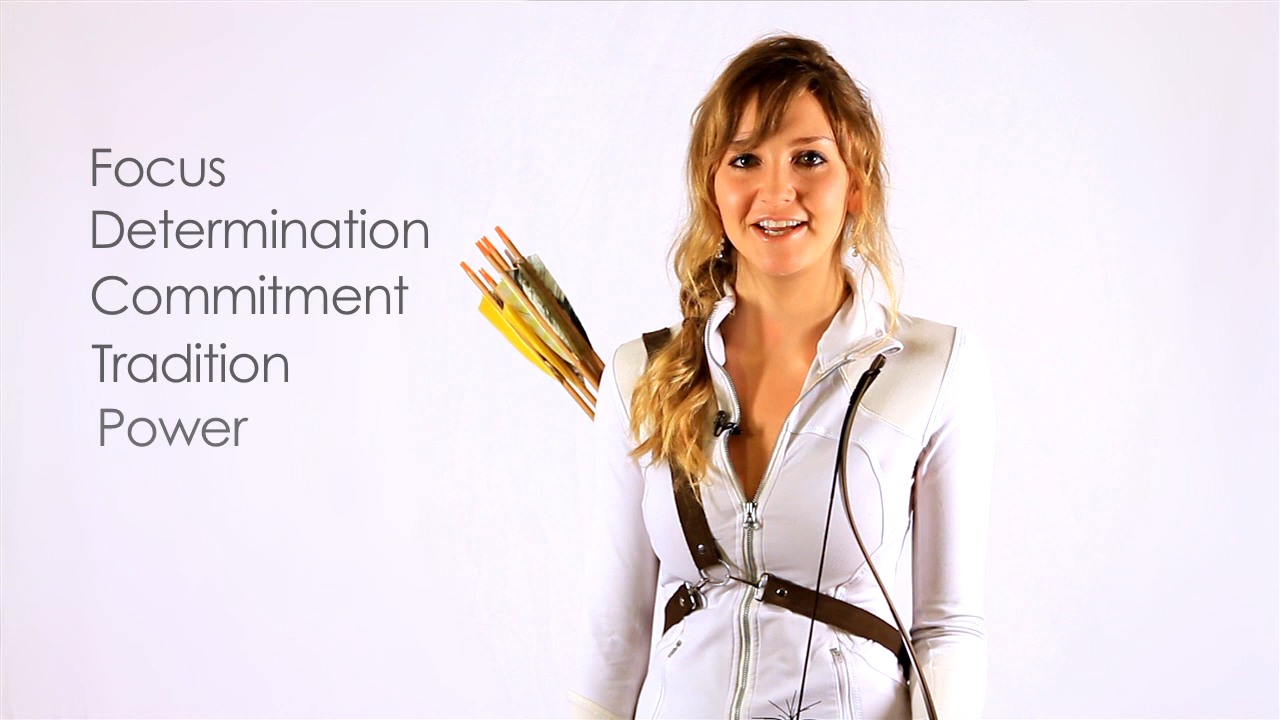 Focus
Determination
Commitment
Tradition
Power